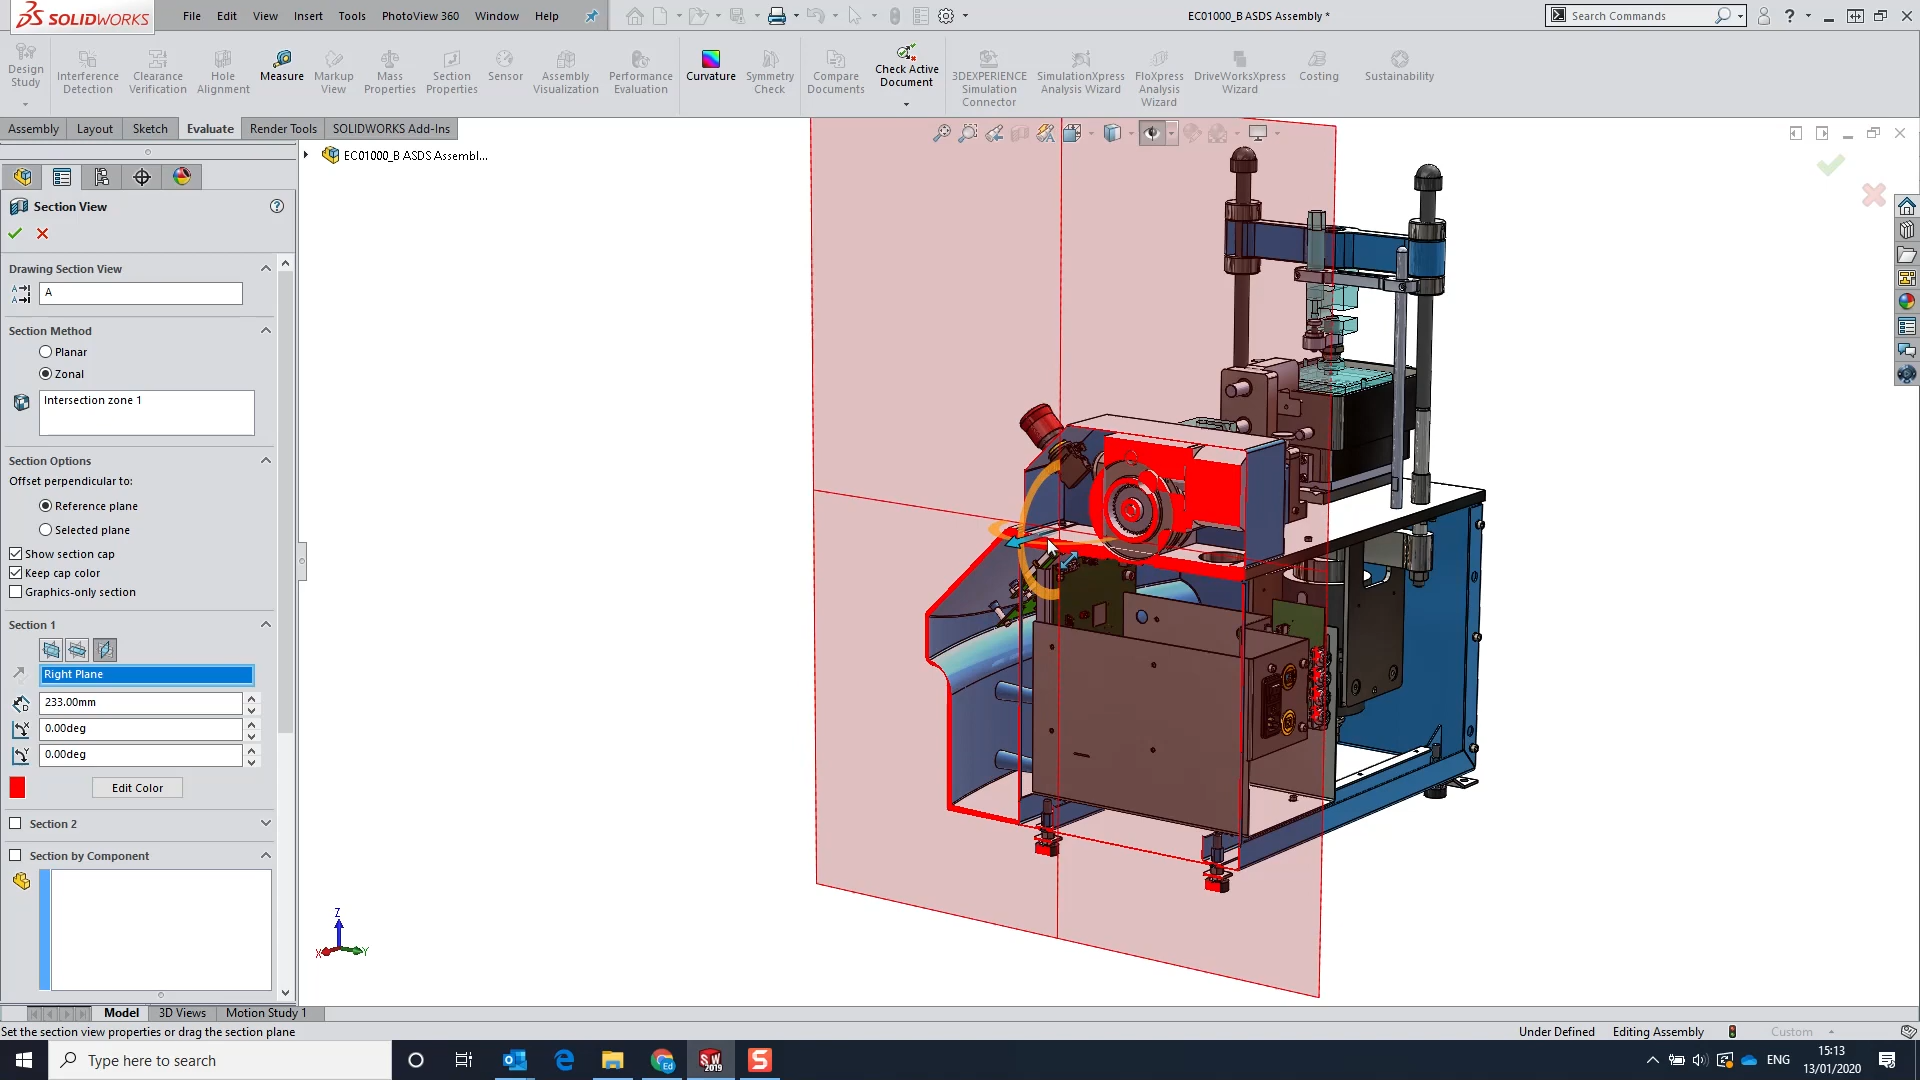 SOLIDWORKS
File Edit View Insert Tools PhotoView 360 Window Help
EC01000_B ASDS Assembly *
Search Commands
Design Study
Interference Detection
Clearance Verification
Hole Alignment
Measure
Markup View
Mass Properties
Section Properties
Sensor
Assembly Visualization
Performance Evaluation
Curvature
Symmetry Check
Compare Documents
Check Active Document
3DEXPERIENCE Simulation Connector
SimulationXpress Analysis Wizard
FloXpress Analysis Wizard
DriveWorksXpress Wizard
Costing
Sustainability
Assembly Layout Sketch Evaluate Render Tools SOLIDWORKS Add-Ins
EC01000_B ASDS Assembl...
Section View
Drawing Section View
A
Section Method
Planar
Zonal
Intersection zone 1
Section Options
Offset perpendicular to:
Reference plane
Selected plane
Show section cap
Keep cap color
Graphics-only section
Section 1
Right Plane
233.00mm
0.00deg
0.00deg
Edit Color
Section 2
Section by Component
Z
X Y
Model 3D Views Motion Study 1
Set the section view properties or drag the section plane
Under Defined Editing Assembly Custom
Type here to search
ENG
15:13
13/01/2020